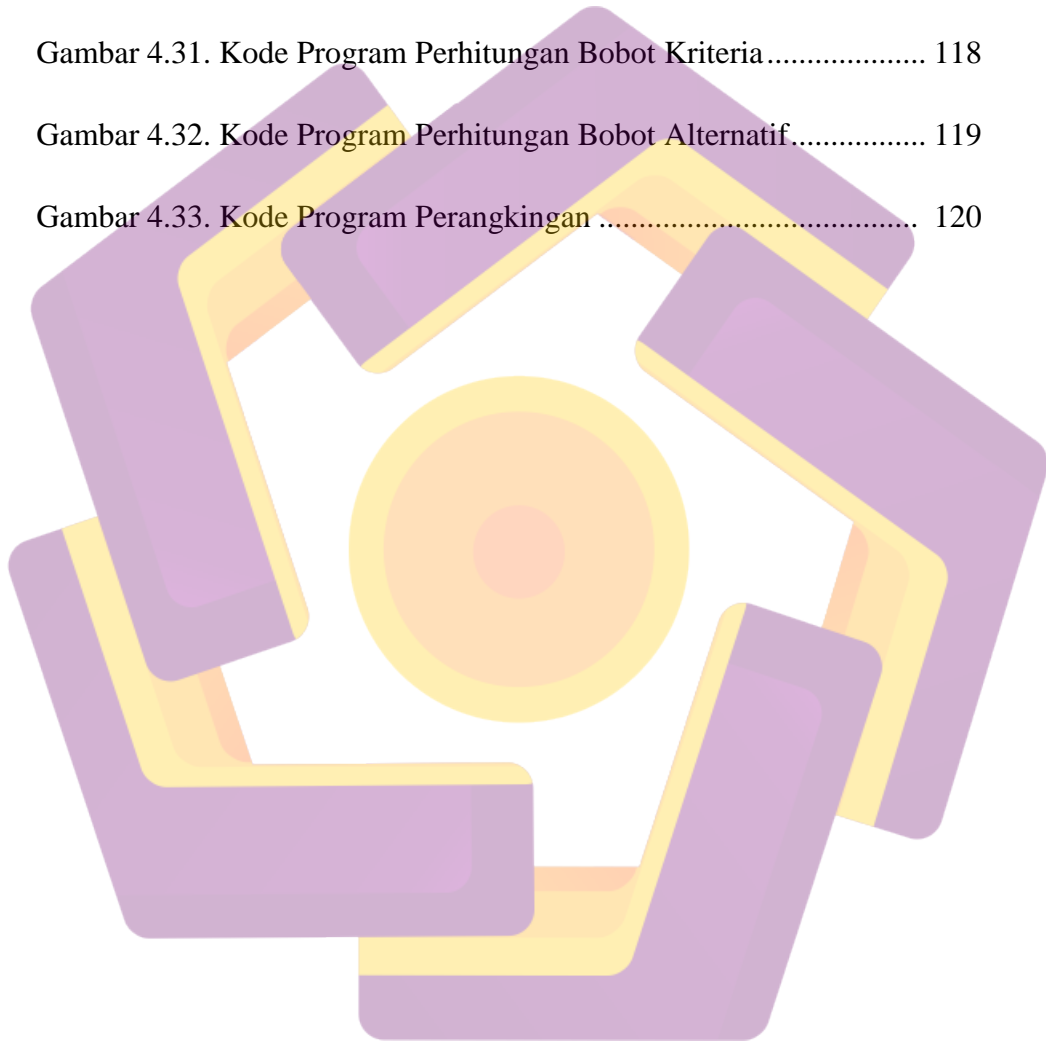 Gambar 4.31. Kode Program Perhitungan Bobot Kriteria................... 118
Gambar 4.32. Kode Program Perhitungan Bobot Alternatif................ 119
Gambar 4.33. Kode Program Perangkingan ................................... 120